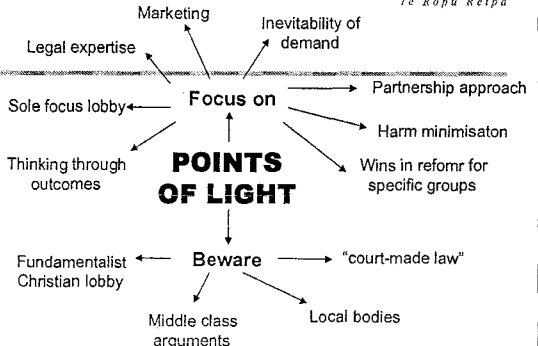 Te Ropu Reipa
Marketing
Inevitability of
demand
Legal expertise
Focus on
Partnership approach
Sole focus lobby
Harm minimisaton
Thinking through
outcomes
POINTS
OF LIGHT
Wins in refomr for
specific groups
Beware
Fundamentalist
Christian lobby
"court-made law"
Middle class
arguments
Local bodies